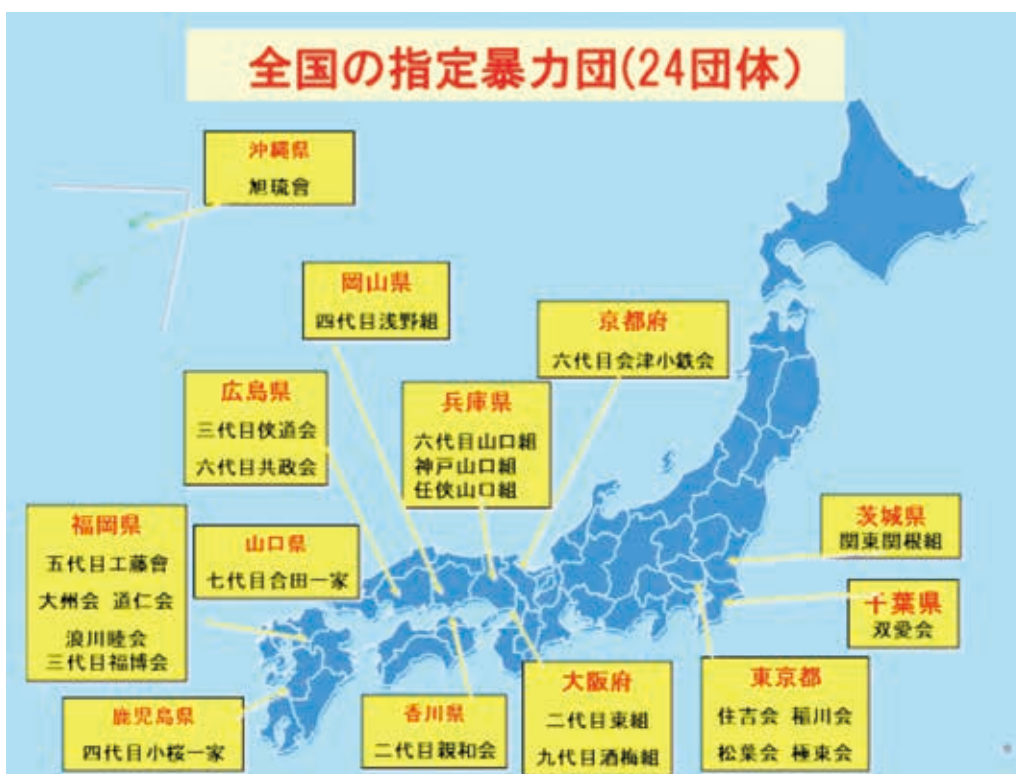 全国の指定暴力団(24団体)
沖縄県
旭琉會
岡山県
四代目浅野組
京都府
六代目会津小鉄会
広島県
三代目侠道会
六代目共政会
兵庫県
六代目山口組
神戸山口組
任侠山口組
福岡県
五代目工藤會
大州会 道仁会
浪川睦会
三代目福博会
山口県
七代目合田一家
茨城県
関東関根組
千葉県
双愛会
鹿児島県
四代目小桜一家
香川県
二代目親和会
大阪府
二代目東組
九代目酒梅組
東京都
住吉会 稲川会
松葉会 極東会